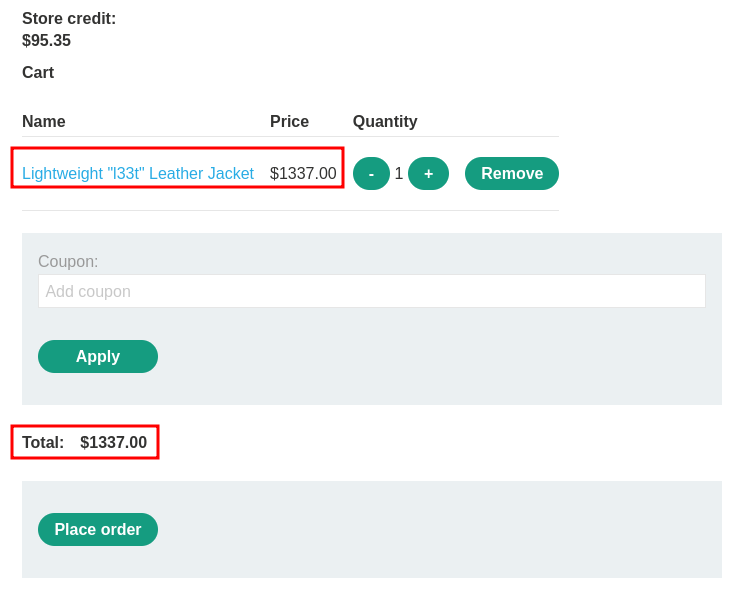 Store credit:
$95.35
Cart
Name Price Quantity
Lightweight "l33t" Leather Jacket $1337.00 - 1 + Remove
Coupon:
Add coupon
Apply
Total: $1337.00
Place order